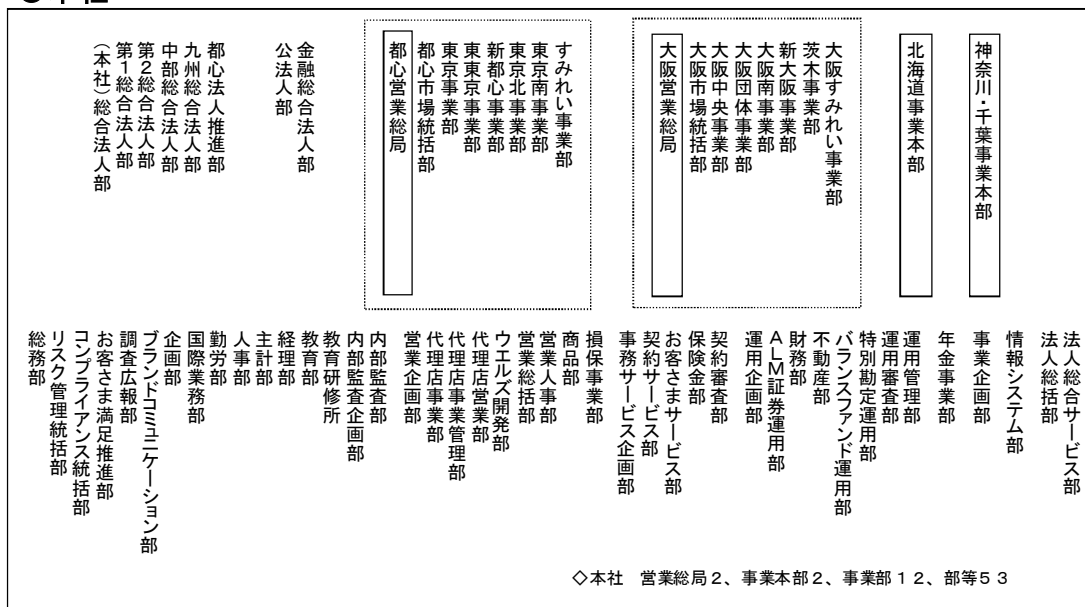 神奈川・千葉事業本部
北海道事業本部
大阪すみれい事業部
茨木事業部
新大阪事業部
大阪南事業部
大阪団体事業部
大阪中央事業部
大阪市場統括部
大阪営業総局
すみれい事業部
東京南事業部
東京北事業部
新都心事業部
東東京事業部
東京事業部
都心市場統括部
都心営業総局
金融総合法人部
公法人部
都心法人推進部
九州総合法人部
中部総合法人部
第2総合法人部
第1総合法人部
(本社)総合法人部
法人総合サービス部
法人総括部
情報システム部
事業企画部
年金事業部
運用管理部
運用審査部
特別勘定運用部
バランスファンド運用部
不動産部
財務部
ALM証券運用部
運用企画部
契約審査部
保険金部
お客さまサービス部
契約サービス部
事務サービス企画部
損保事業部
商品部
営業人事部
営業総括部
ウエルズ開発部
代理店営業部
代理店事業管理部
代理店事業部
営業企画部
内部監査部
内部監査企画部
教育研修所
教育部
経理部
主計部
人事部
勤労部
国際業務部
企画部
ブランドコミュニケーション部
調査広報部
お客さま満足推進部
コンプライアンス統括部
リスク管理統括部
総務部
◇本社 営業総局2、事業本部2、事業部12、部等53